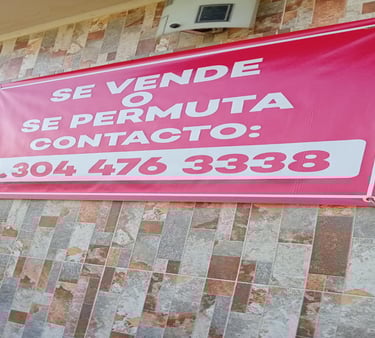 SE VENDE
O
SE PERMUTA
CONTACTO:
304 476 3338